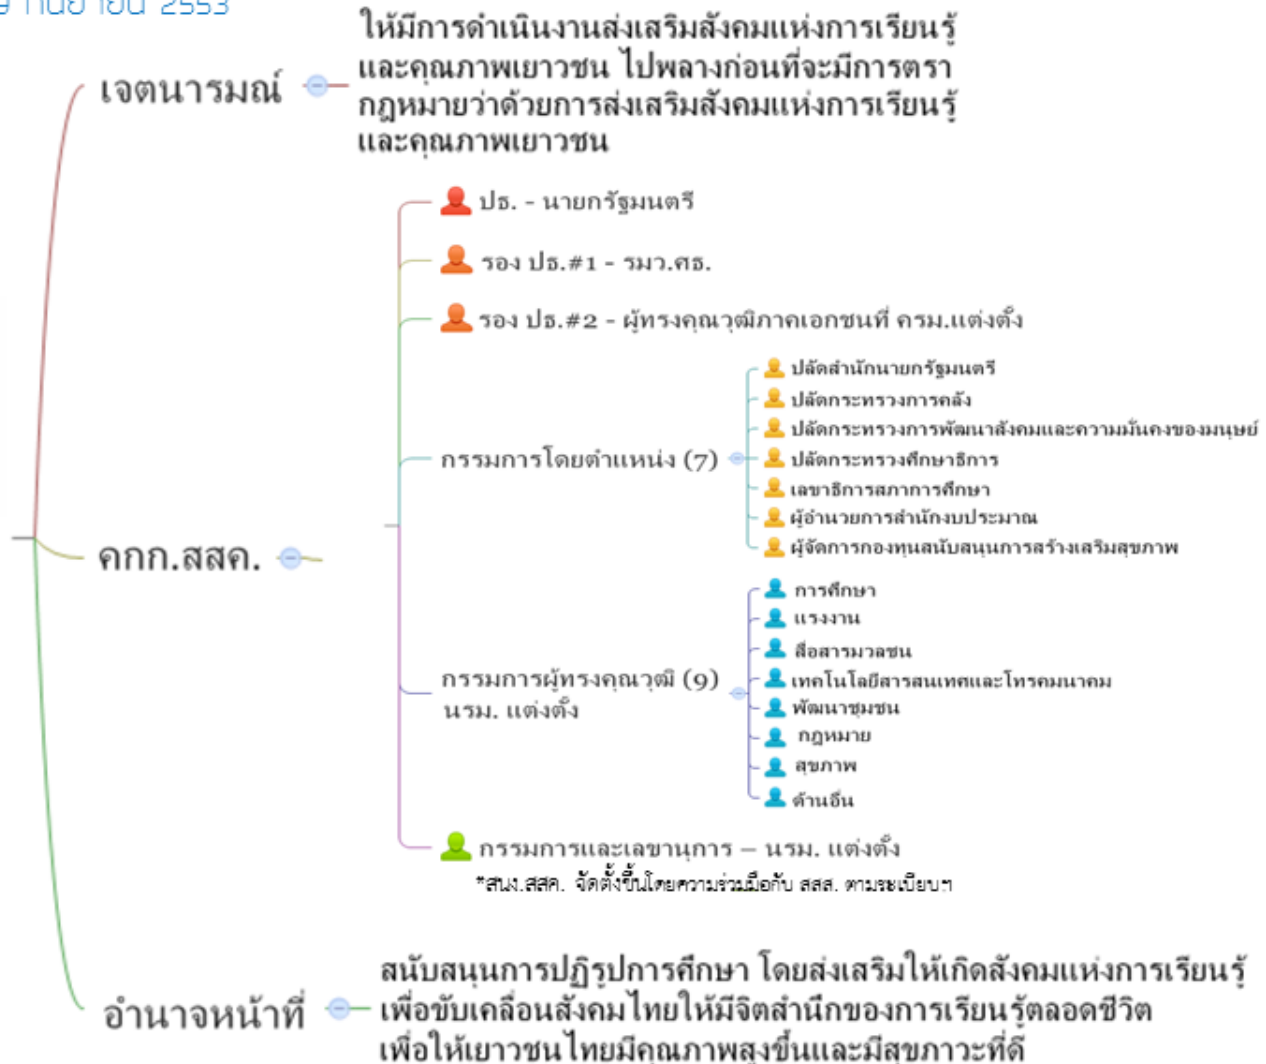 กันยายน 2553
ให้มีการดำเนินงานส่งเสริมสังคมแห่งการเรียนรู้
และคุณภาพเยาวชน ไปพลางก่อนที่จะมีการตรา
กฎหมายว่าด้วยการส่งเสริมสังคมแห่งการเรียนรู้
และคุณภาพเยาวชน
เจตนารมณ์
ปธ. - นายกรัฐมนตรี
รอง ปธ.#1 - รมว.ศธ.
รอง ปธ.#2 - ผู้ทรงคุณวุฒิภาคเอกชนที่ ครม.แต่งตั้ง
กรรมการโดยตำแหน่ง (7)
ปลัดสำนักนายกรัฐมนตรี
ปลัดกระทรวงการคลัง
ปลัดกระทรวงการพัฒนาสังคมและความมั่นคงของมนุษย์
ปลัดกระทรวงศึกษาธิการ
เลขาธิการสภาการศึกษา
ผู้อำนวยการสำนักงบประมาณ
ผู้จัดการกองทุนสนับสนุนการสร้างเสริมสุขภาพ
คกก.สสค.
กรรมการผู้ทรงคุณวุฒิ (9)
นรม. แต่งตั้ง
การศึกษา
แรงงาน
สื่อสารมวลชน
เทคโนโลยีสารสนเทศและโทรคมนาคม
พัฒนาชุมชน
กฎหมาย
สุขภาพ
ด้านอื่น
กรรมการและเลขานุการ – นรม. แต่งตั้ง
*สนง.สสค. จัดตั้งขึ้นโดยความร่วมมือกับ สสส. ตามระเบียบฯ
อำนาจหน้าที่
สนับสนุนการปฏิรูปการศึกษา โดยส่งเสริมให้เกิดสังคมแห่งการเรียนรู้
เพื่อขับเคลื่อนสังคมไทยให้มีจิตสำนึกของการเรียนรู้ตลอดชีวิต
เพื่อให้เยาวชนไทยมีคุณภาพสูงขึ้นและมีสุขภาวะที่ดี